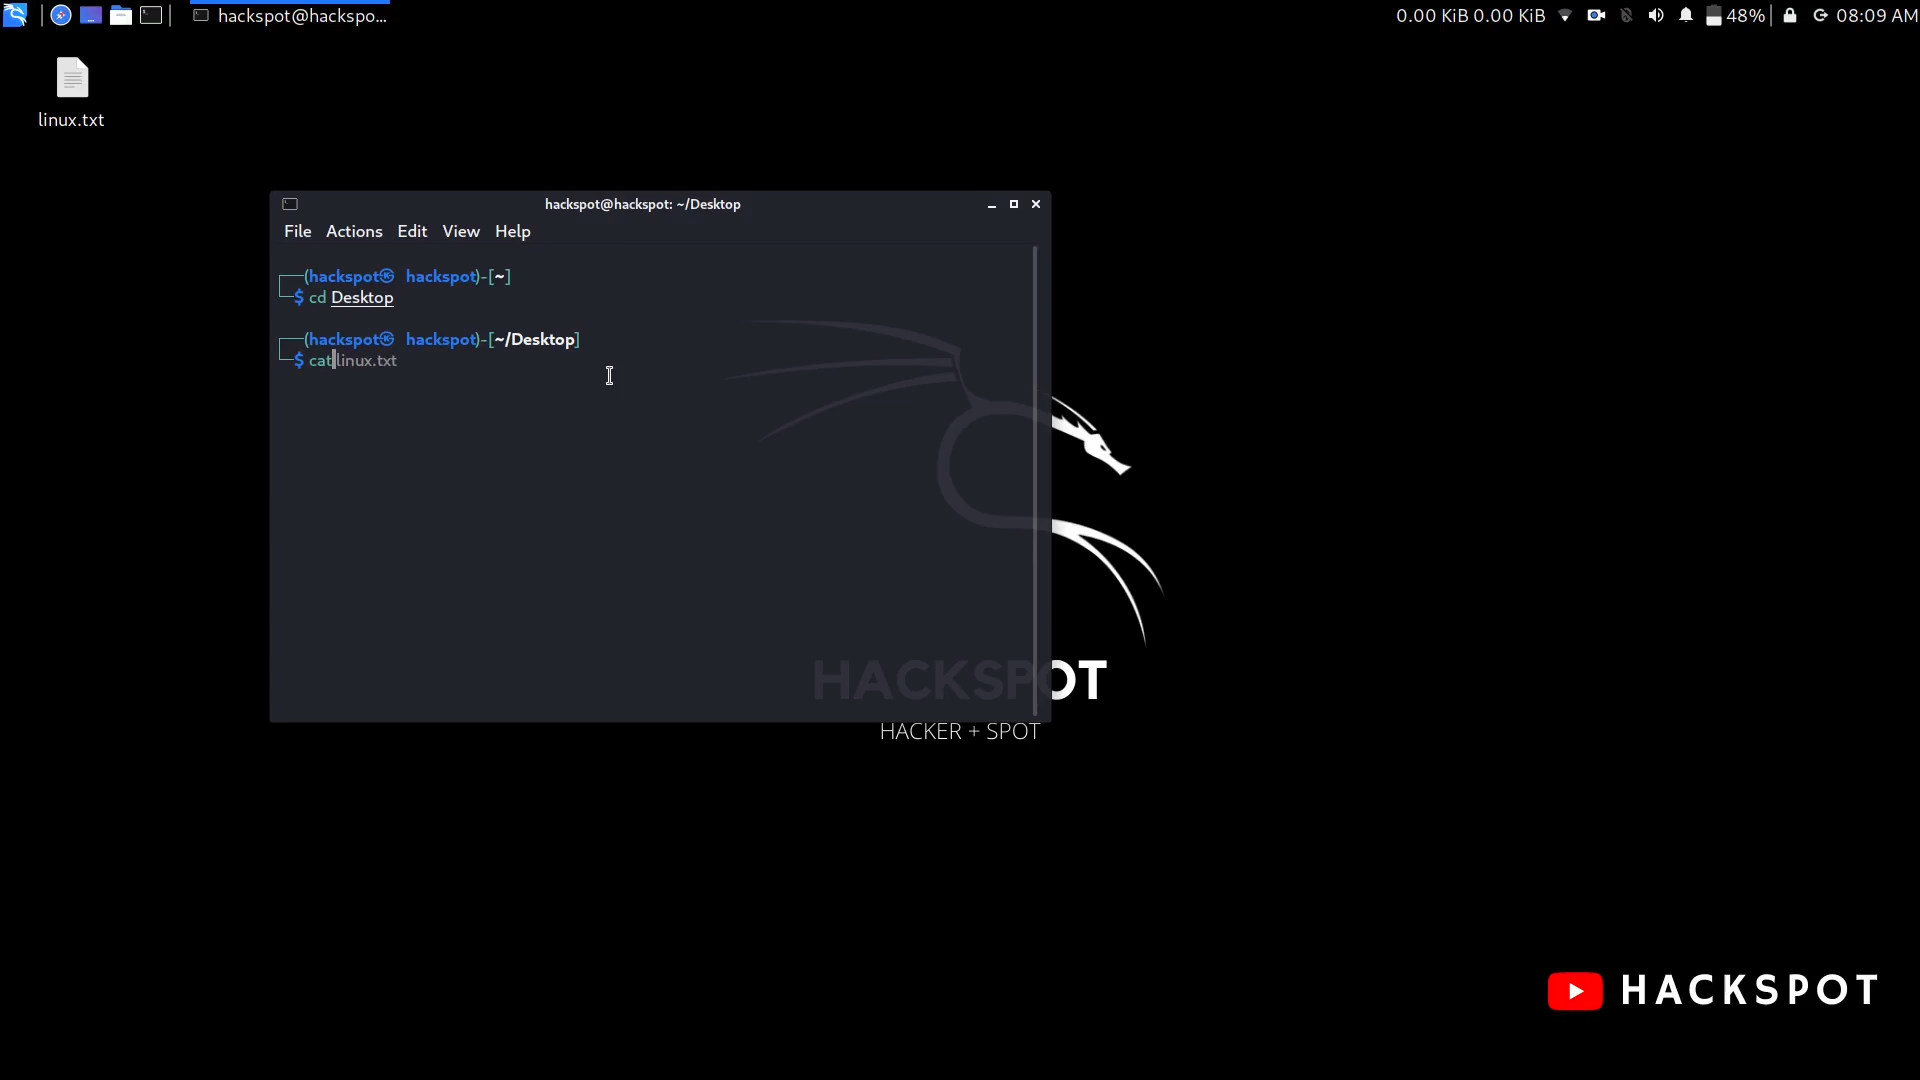 hackspot@hackspo...
0.00 KiB 0.00 KiB
48%
08:09 AM
linux.txt
hackspot@hackspot: ~/Desktop
File Actions Edit View Help
┌──(hackspot㉿ hackspot)-[~]
└─$ cd Desktop
┌──(hackspot㉿ hackspot)-[~/Desktop]
└─$ cat linux.txt
HACKSPOT
HACKER + SPOT
HACKSPOT